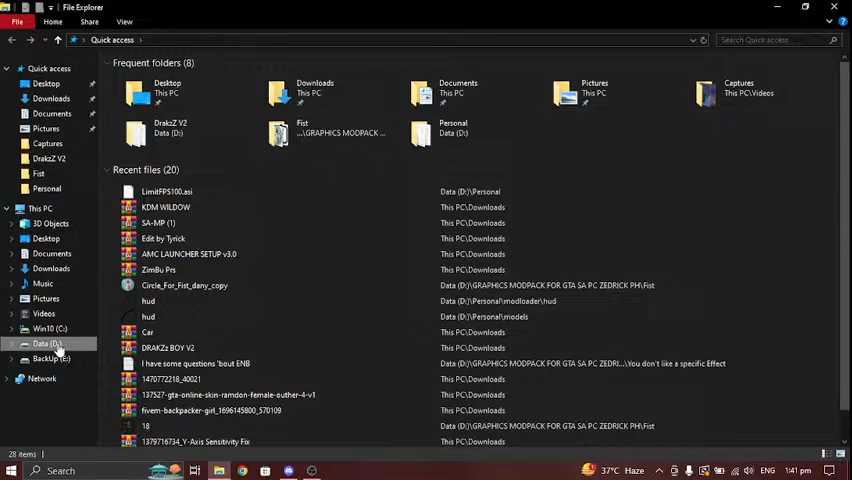 File Explorer
File Home Share View
Quick access
Search Quick access
Quick access
Desktop
Downloads
Documents
Pictures
Captures
DrakzZ V2
Fist
Personal
This PC
3D Objects
Desktop
Documents
Downloads
Music
Pictures
Videos
Win10 (C:)
Data (D:)
BackUp (E:)
Network
Frequent folders (8)
Desktop
This PC
Downloads
This PC
Documents
This PC
Pictures
This PC
Captures
This PC\Videos
DrakzZ V2
Data (D:)
Fist
...\GRAPHICS MODPACK ...
Personal
Data (D:)
Recent files (20)
LimitFPS100.asi Data (D:)\Personal
KDM WILDOW This PC\Downloads
SA-MP (1) This PC\Downloads
Edit by Tyrick This PC\Downloads
AMC LAUNCHER SETUP v3.0 This PC\Downloads
ZimBu Prs This PC\Downloads
Circle_For_Fist_dany_copy Data (D:)\GRAPHICS MODPACK FOR GTA SA PC ZEDRICK PH\Fist
hud Data (D:)\Personal\modloader\hud
hud Data (D:)\Personal\models
Car This PC\Downloads
DRAKZz BOY V2 This PC\Downloads
I have some questions 'bout ENB Data (D:)\GRAPHICS MODPACK FOR GTA SA PC ZEDRICK PH\...\You don't like a specific Effect
1470772218_40021 This PC\Downloads
137527-gta-online-skin-ramdon-female-outher-4-v1 This PC\Downloads
fivem-backpacker-girl_1696145800_570109 This PC\Downloads
18 Data (D:)\GRAPHICS MODPACK FOR GTA SA PC ZEDRICK PH\Fist
1379716734_Y-Axis Sensitivity Fix This PC\Downloads
28 items
Search
37°C Haze
ENG
1:41 pm